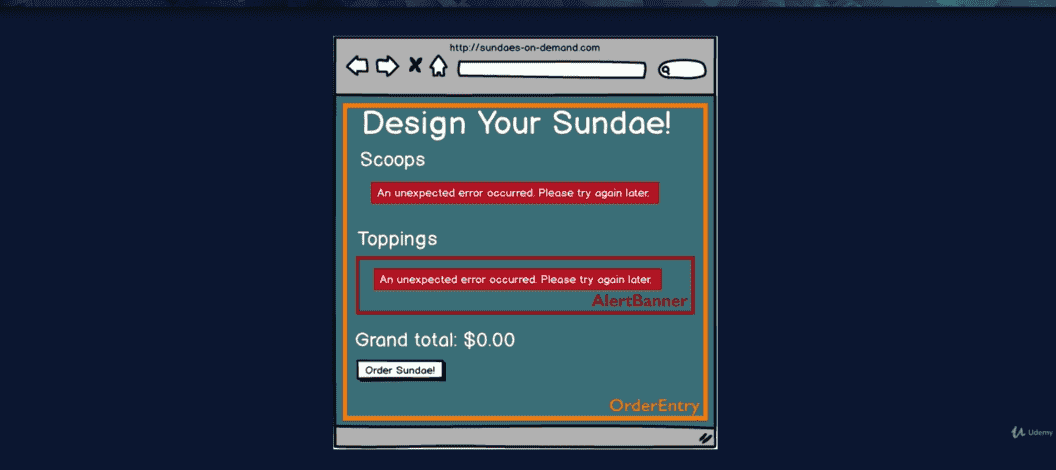 http://sundaes-on-demand.com
Design Your Sundae!
Scoops
An unexpected error occurred. Please try again later.
Toppings
An unexpected error occurred. Please try again later.
AlertBanner
Grand total: $0.00
Order Sundae!
OrderEntry
Udemy